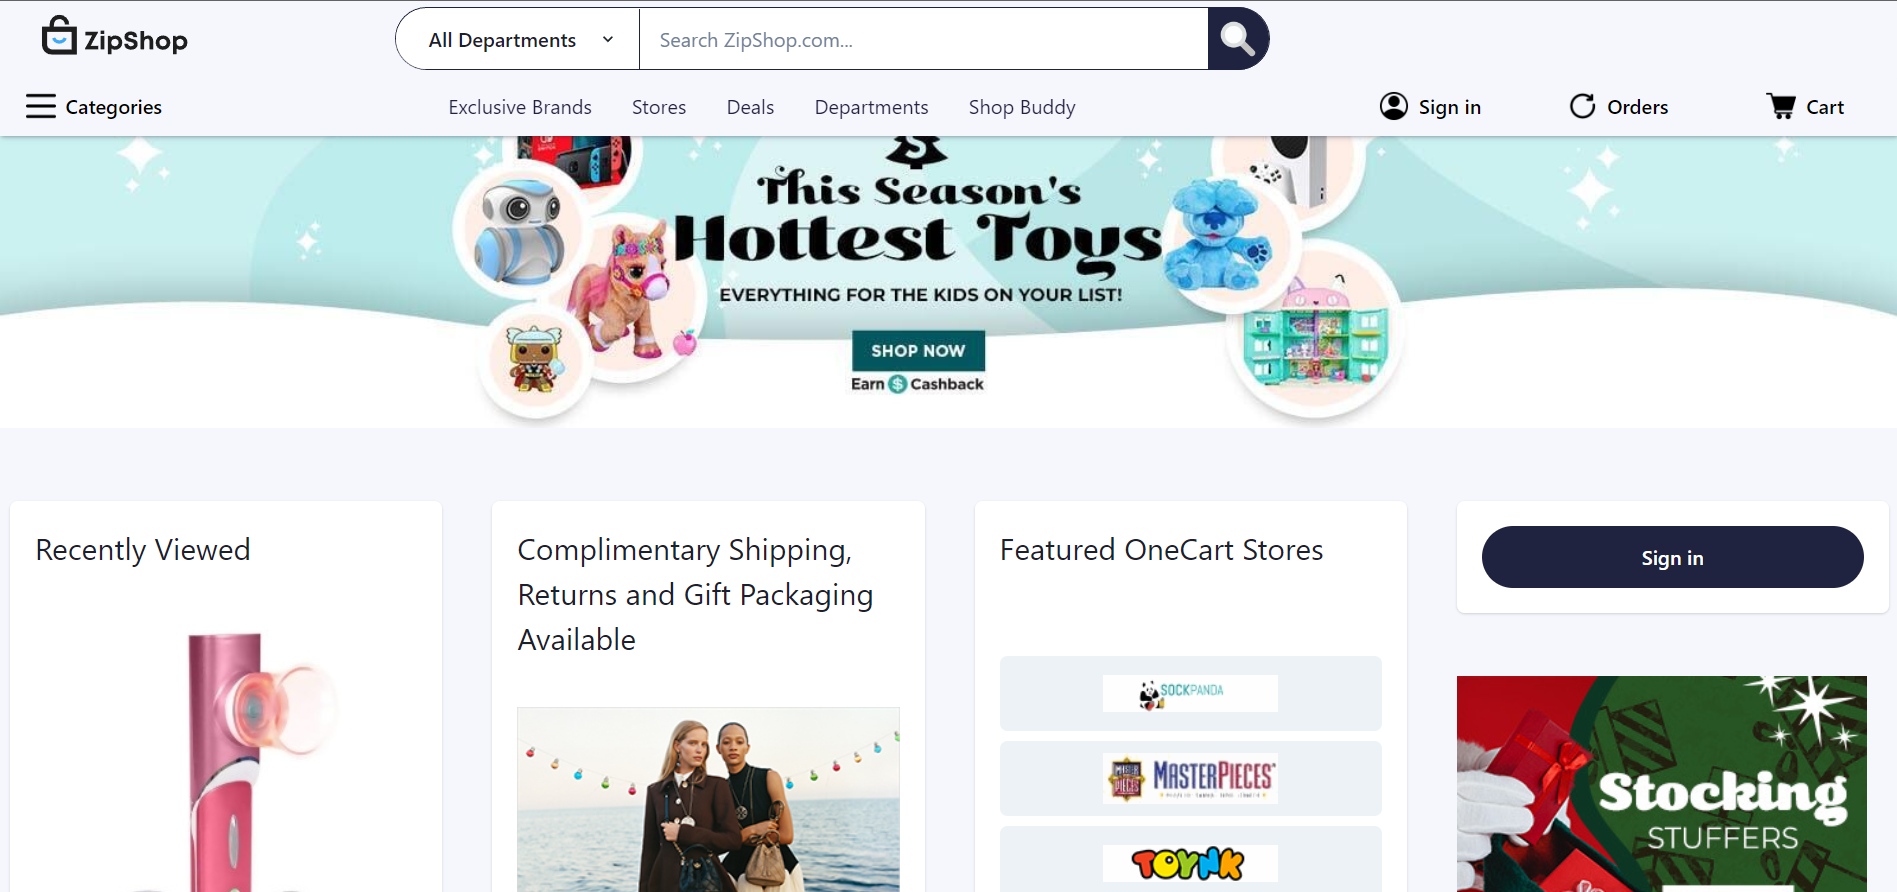 ZipShop
All Departments
Search ZipShop.com...
Categories
Exclusive Brands
Stores
Deals
Departments
Shop Buddy
Sign in
Orders
Cart
This Season's
Hottest Toys
EVERYTHING FOR THE KIDS ON YOUR LIST!
SHOP NOW
Earn $ Cashback
Recently Viewed
Complimentary Shipping,
Returns and Gift Packaging
Available
Featured OneCart Stores
SOCKPANDA
MASTER
PIECES
MASTERPIECES
TOYNK
Sign in
Stocking
STUFFERS